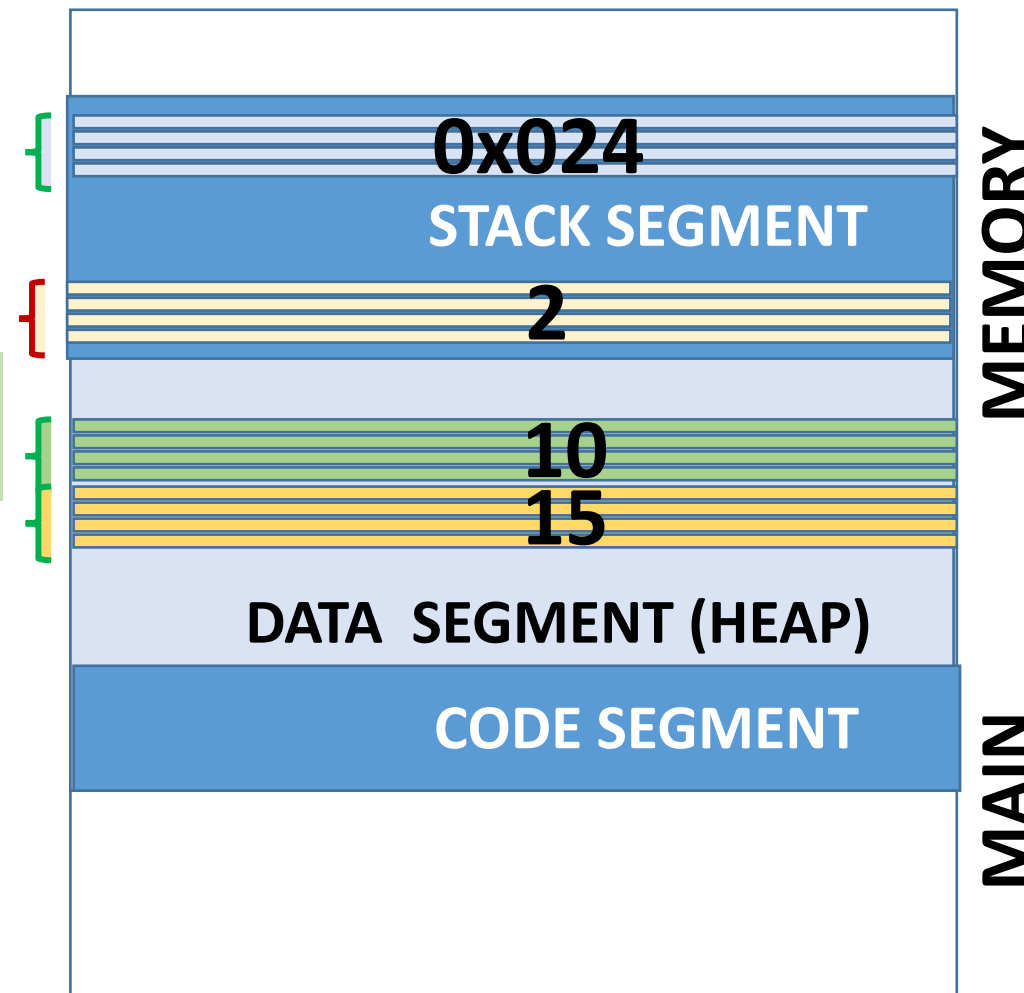 0x024
STACK SEGMENT
2
10
15
DATA SEGMENT (HEAP)
CODE SEGMENT
MAIN MEMORY